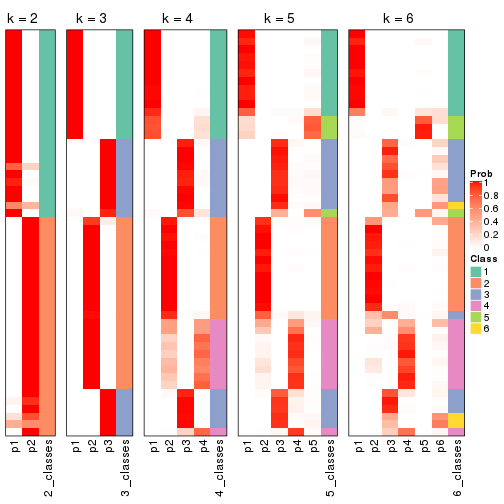 k = 2
k = 3
k = 4
k = 5
k = 6
p1
p2
2_classes
p1
p2
p3
3_classes
p1
p2
p3
p4
4_classes
p1
p2
p3
p4
p5
5_classes
p1
p2
p3
p4
p5
p6
6_classes
Prob
1
0.8
0.6
0.4
0.2
0
Class
1
2
3
4
5
6